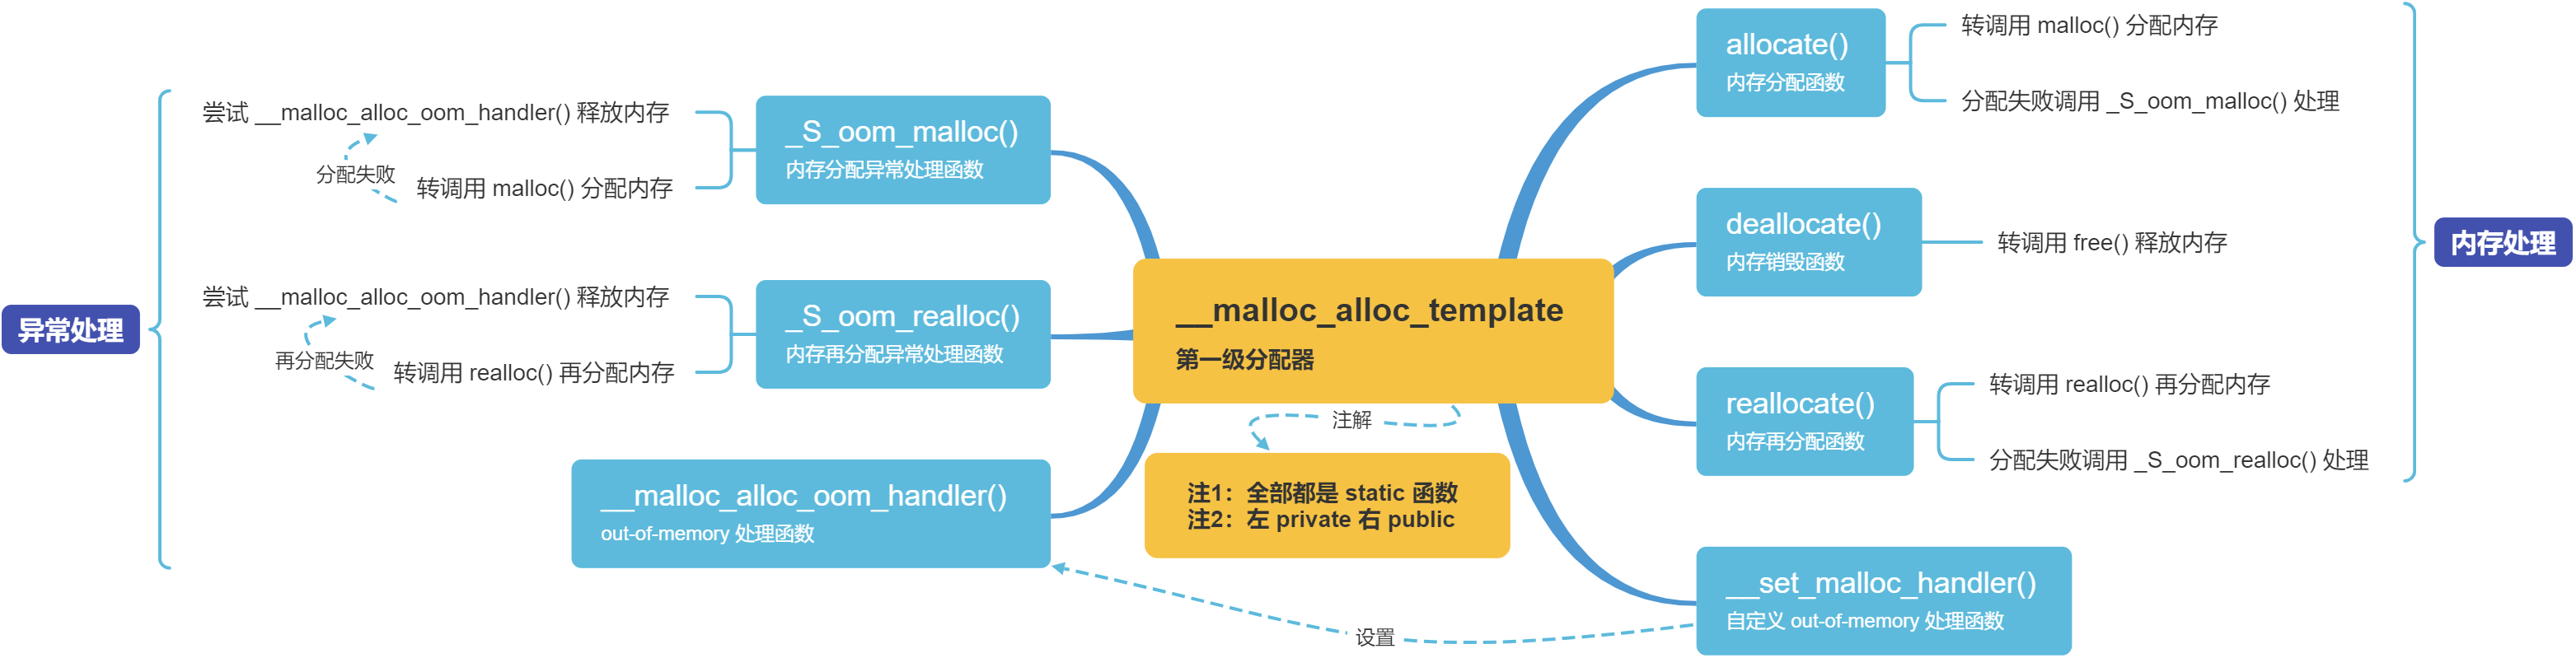 异常处理
尝试 __malloc_alloc_oom_handler() 释放内存
分配失败
转调用 malloc() 分配内存
_S_oom_malloc()
内存分配异常处理函数
尝试 __malloc_alloc_oom_handler() 释放内存
再分配失败
转调用 realloc() 再分配内存
_S_oom_realloc()
内存再分配异常处理函数
__malloc_alloc_oom_handler()
out-of-memory 处理函数
__malloc_alloc_template
第一级分配器
注解
注1：全部都是 static 函数
注2：左 private 右 public
设置
allocate()
内存分配函数
转调用 malloc() 分配内存
分配失败调用 _S_oom_malloc() 处理
deallocate()
内存销毁函数
转调用 free() 释放内存
reallocate()
内存再分配函数
转调用 realloc() 再分配内存
分配失败调用 _S_oom_realloc() 处理
__set_malloc_handler()
自定义 out-of-memory 处理函数
内存处理